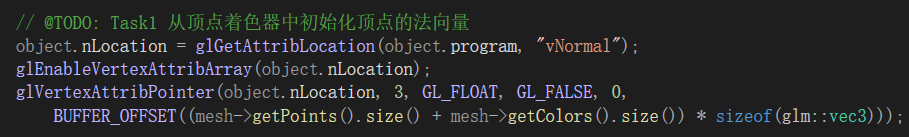 // @TODO: Task1 从顶点着色器中初始化顶点的法向量
object.nLocation = glGetAttribLocation(object.program, "vNormal");
glEnableVertexAttribArray(object.nLocation);
glVertexAttribPointer(object.nLocation, 3, GL_FLOAT, GL_FALSE, 0,
BUFFER_OFFSET((mesh->getPoints().size() + mesh->getColors().size()) * sizeof(glm::vec3)));